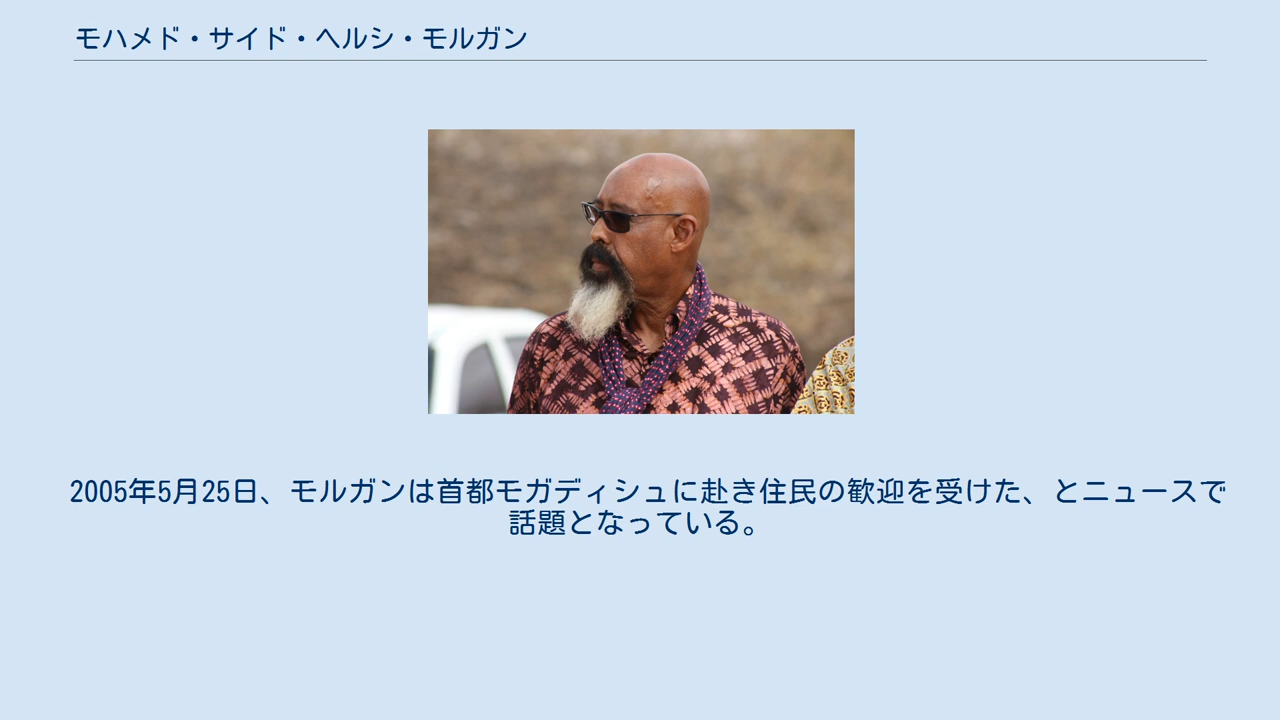 モハメド・サイド・ヘルシ・モルガン
2005年5月25日、モルガンは首都モガディシュに赴き住民の歓迎を受けた、とニュースで
話題となっている。